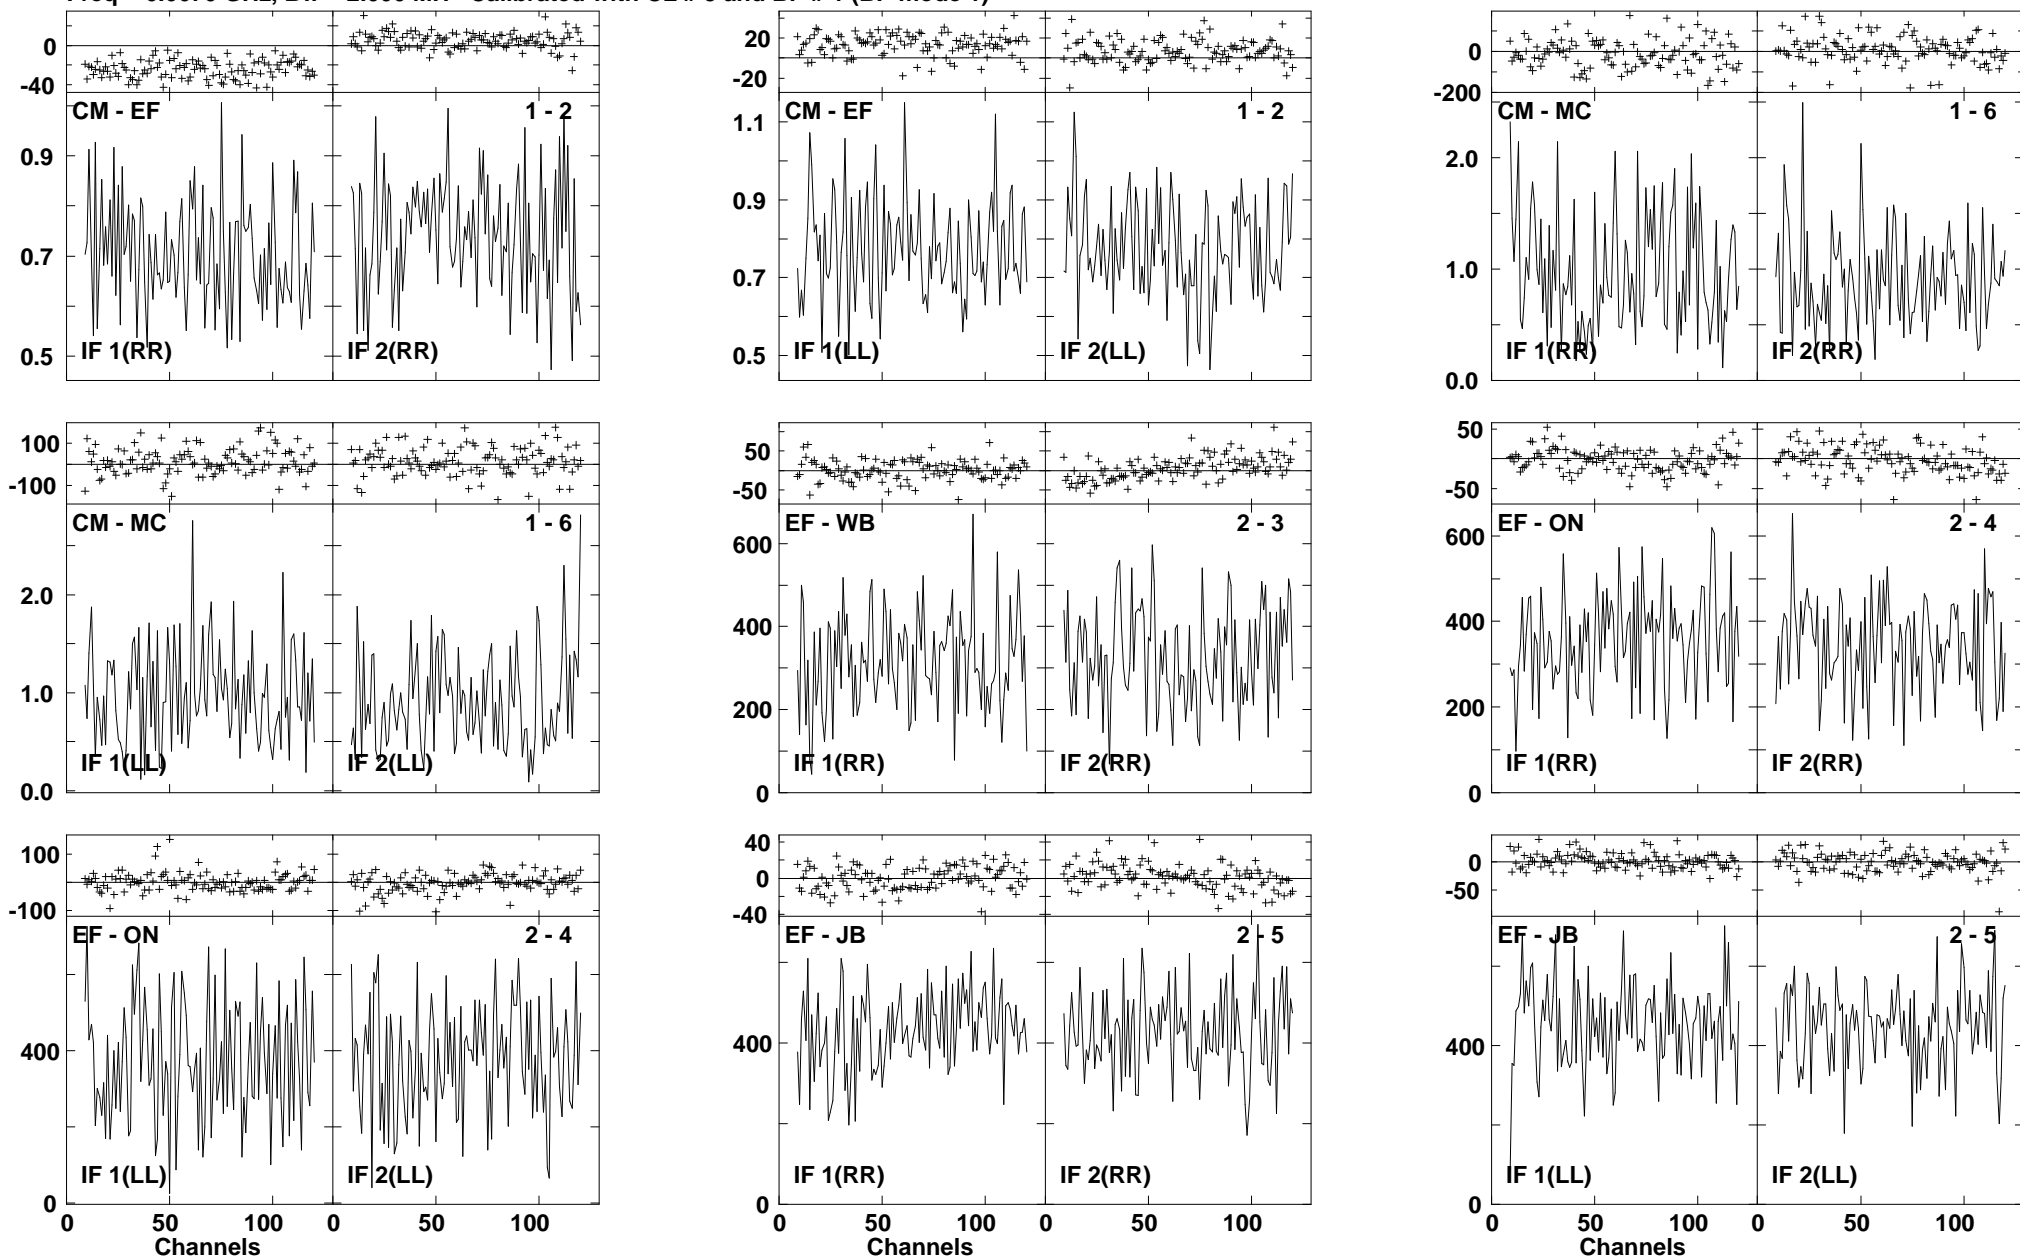 0
-40
CM - EF
1 - 2
0.9
0.7
0.5
IF 1(RR)
IF 2(RR)
20
-20
CM - EF
1 - 2
1.1
0.9
0.7
0.5
IF 1(LL)
IF 2(LL)
0
-200
CM - MC
1 - 6
2.0
1.0
0.0
IF 1(RR)
IF 2(RR)
100
-100
CM - MC
1 - 6
2.0
1.0
0.0
IF 1(LL)
IF 2(LL)
50
-50
EF - WB
2 - 3
600
400
200
0
IF 1(RR)
IF 2(RR)
50
-50
EF - ON
2 - 4
600
400
200
0
IF 1(RR)
IF 2(RR)
100
-100
EF - ON
2 - 4
400
0
IF 1(LL)
IF 2(LL)
0 50 100 0 50 100
Channels
40
0
-40
EF - JB
2 - 5
400
0
IF 1(RR)
IF 2(RR)
0 50 100 0 50 100
Channels
0
-50
EF - JB
2 - 5
400
0
IF 1(LL)
IF 2(LL)
0 50 100 0 50 100
Channels